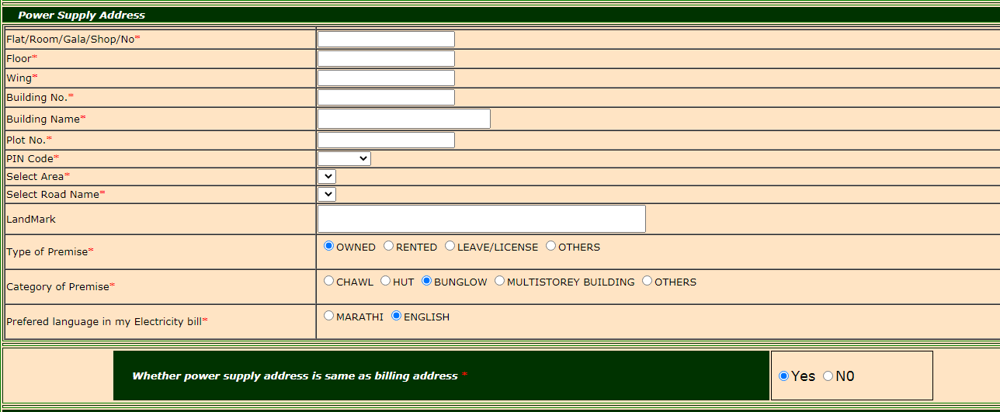 Power Supply Address
Flat/Room/Gala/Shop/No*
Floor*
Wing*
Building No.*
Building Name*
Plot No.*
PIN Code*
Select Area*
Select Road Name*
LandMark
Type of Premise* OWNED RENTED LEAVE/LICENSE OTHERS
Category of Premise* CHAWL HUT BUNGLOW MULTISTOREY BUILDING OTHERS
Prefered language in my Electricity bill* MARATHI ENGLISH
Whether power supply address is same as billing address * Yes N0